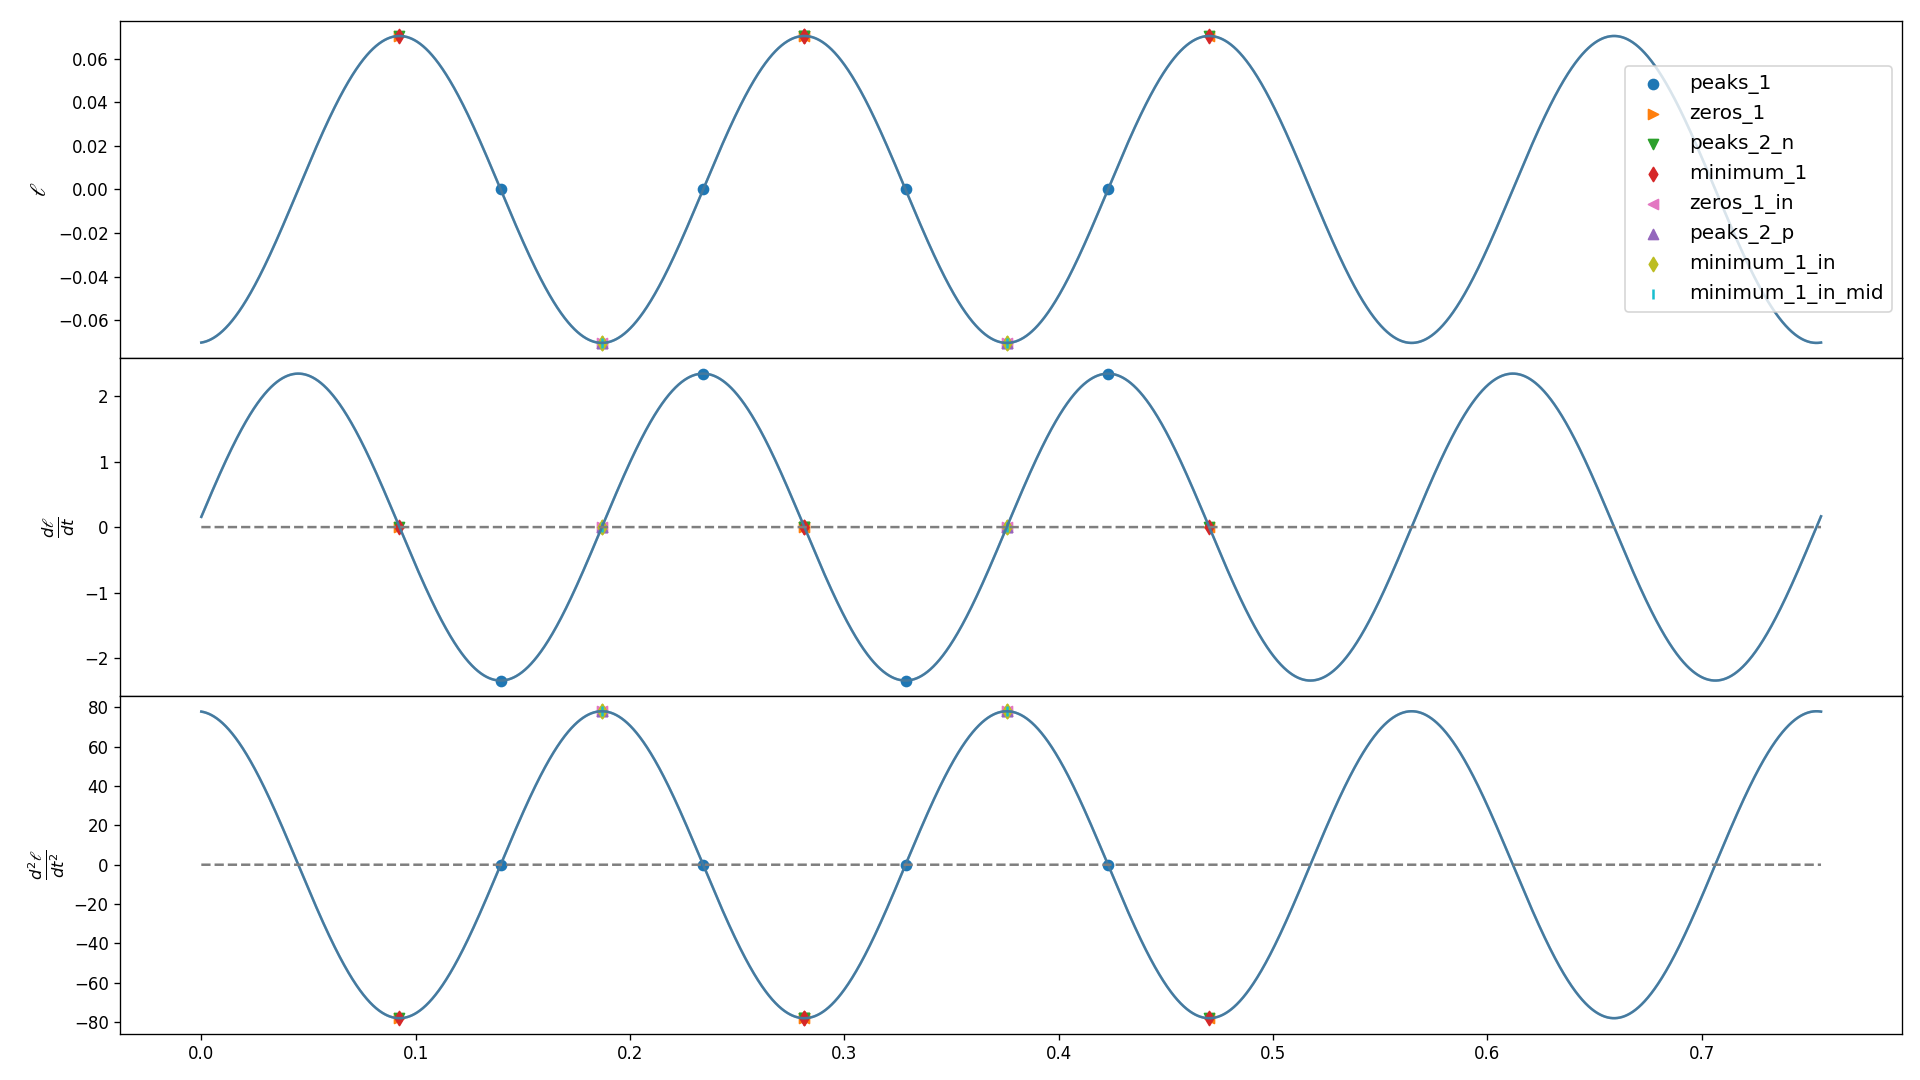 0.06
0.04
0.02
0.00
−0.02
−0.04
−0.06
ℓ
peaks_1
zeros_1
peaks_2_n
minimum_1
zeros_1_in
peaks_2_p
minimum_1_in
minimum_1_in_mid
2
1
0
−1
−2
dℓ
dt
80
60
40
20
0
−20
−40
−60
−80
d²ℓ
dt²
0.0 0.1 0.2 0.3 0.4 0.5 0.6 0.7